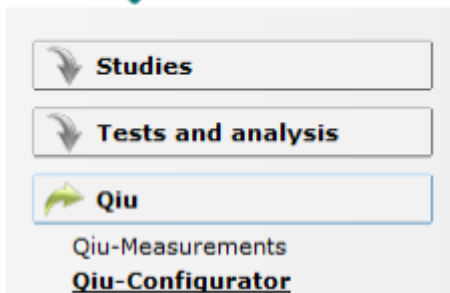 Studies
Tests and analysis
Qiu
Qiu-Measurements
Qiu-Configurator